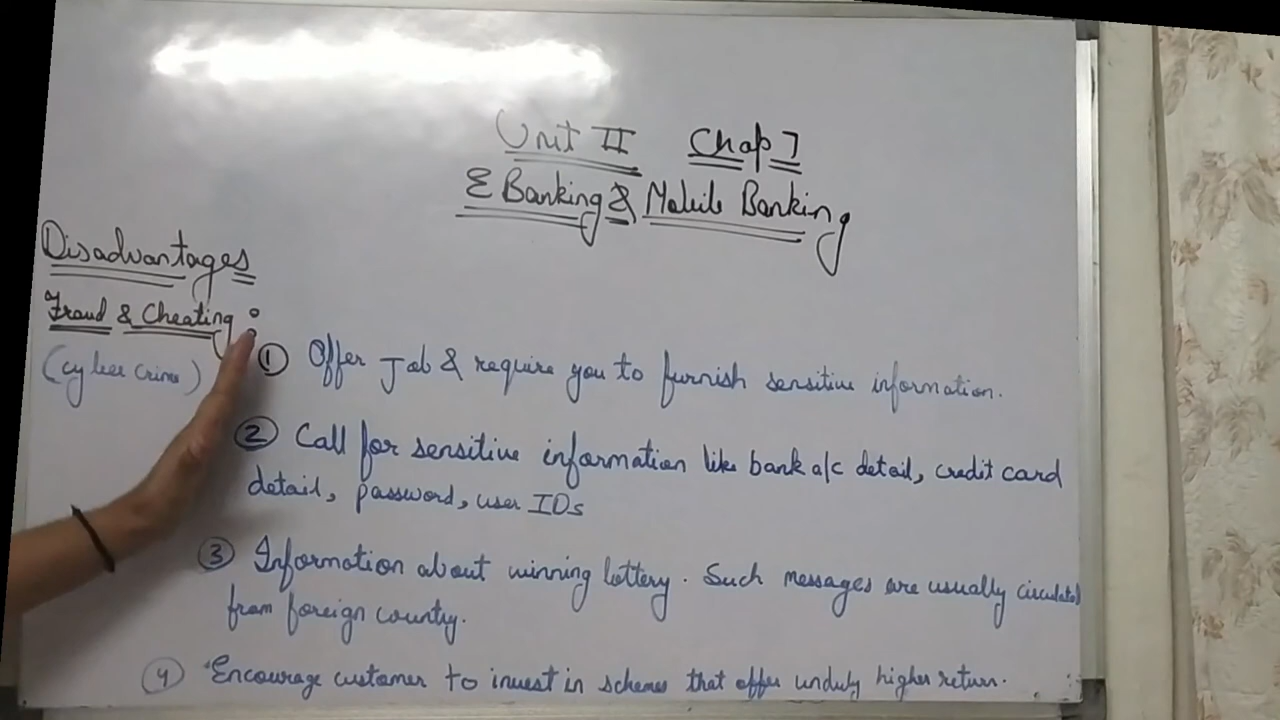 Unit II Chap 7
E Banking & Mobile Banking
Disadvantages
Fraud & Cheating :
(cyber crime)
① Offer Job & require you to furnish sensitive information.
② Call for sensitive information like bank a/c detail, credit card
detail, password, user IDs
③ Information about winning lottery. Such messages are usually circulated
from foreign country.
④ Encourage customer to invest in schemes that offer unduly higher return.